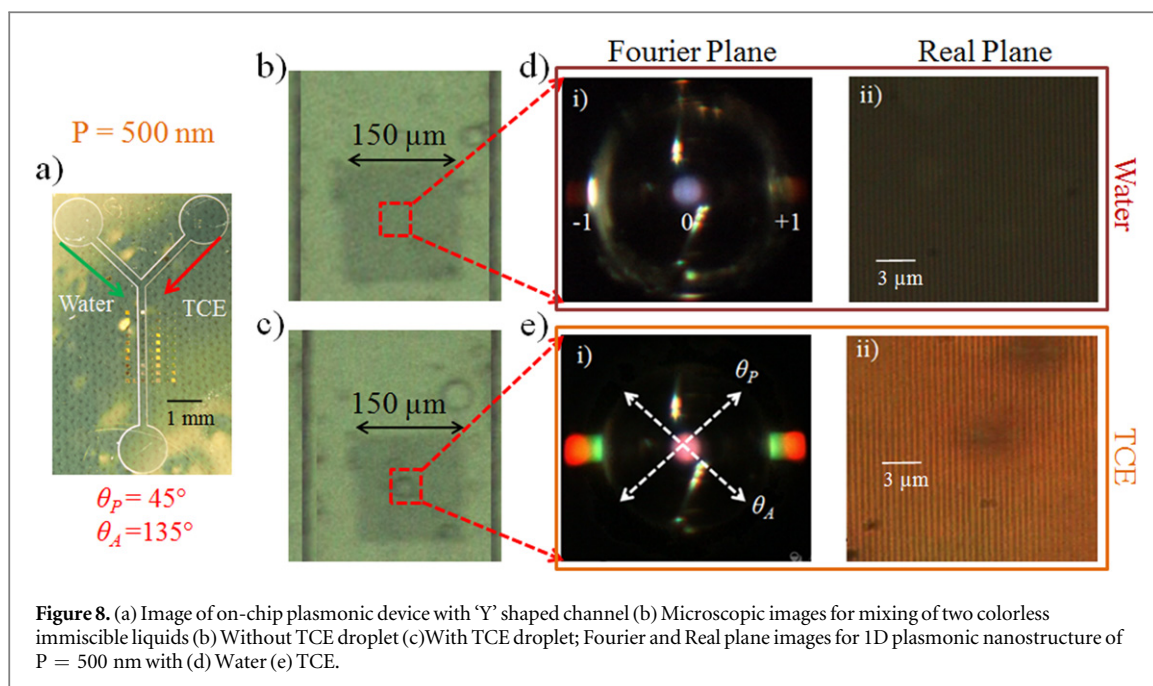 Fourier Plane
Real Plane
b)
d)
i)
ii)
P = 500 nm
150 µm
a)
-1
0
+1
3 µm
Water
Water
TCE
c)
e)
i)
ii)
1 mm
150 µm
θP
θA
3 µm
TCE
θP = 45°
θA =135°
Figure 8. (a) Image of on-chip plasmonic device with ‘Y’ shaped channel (b) Microscopic images for mixing of two colorless
immiscible liquids (b) Without TCE droplet (c)With TCE droplet; Fourier and Real plane images for 1D plasmonic nanostructure of
P = 500 nm with (d) Water (e) TCE.